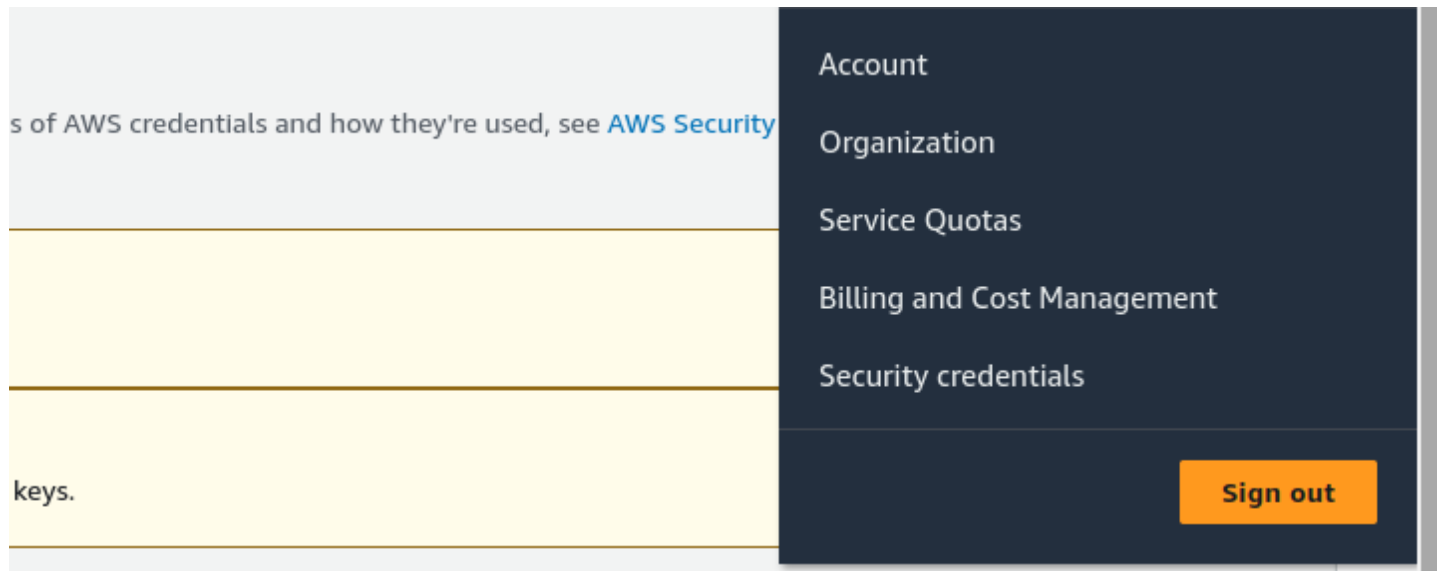 Account
s of AWS credentials and how they're used, see AWS Security
Organization
Service Quotas
Billing and Cost Management
Security credentials
keys.
Sign out